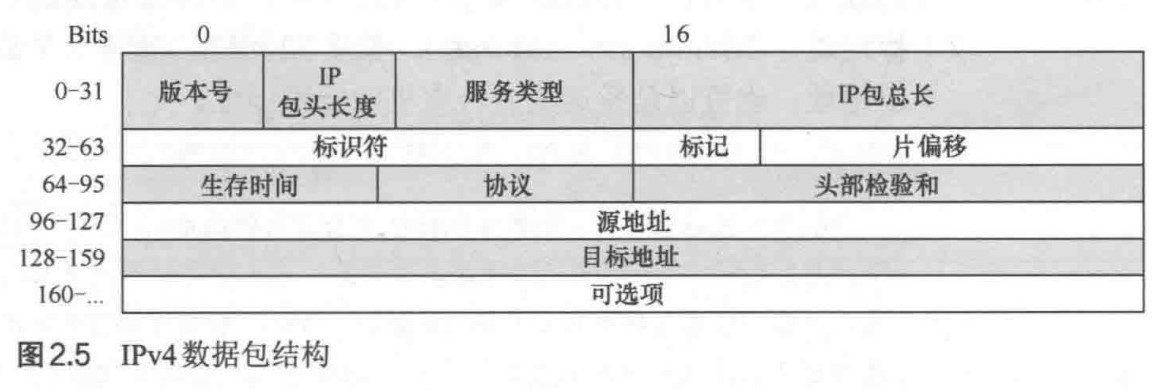 Bits 0 16
0-31 版本号 IP包头长度 服务类型 IP包总长
32-63 标识符 标记 片偏移
64-95 生存时间 协议 头部检验和
96-127 源地址
128-159 目标地址
160-... 可选项
图2.5 IPv4数据包结构